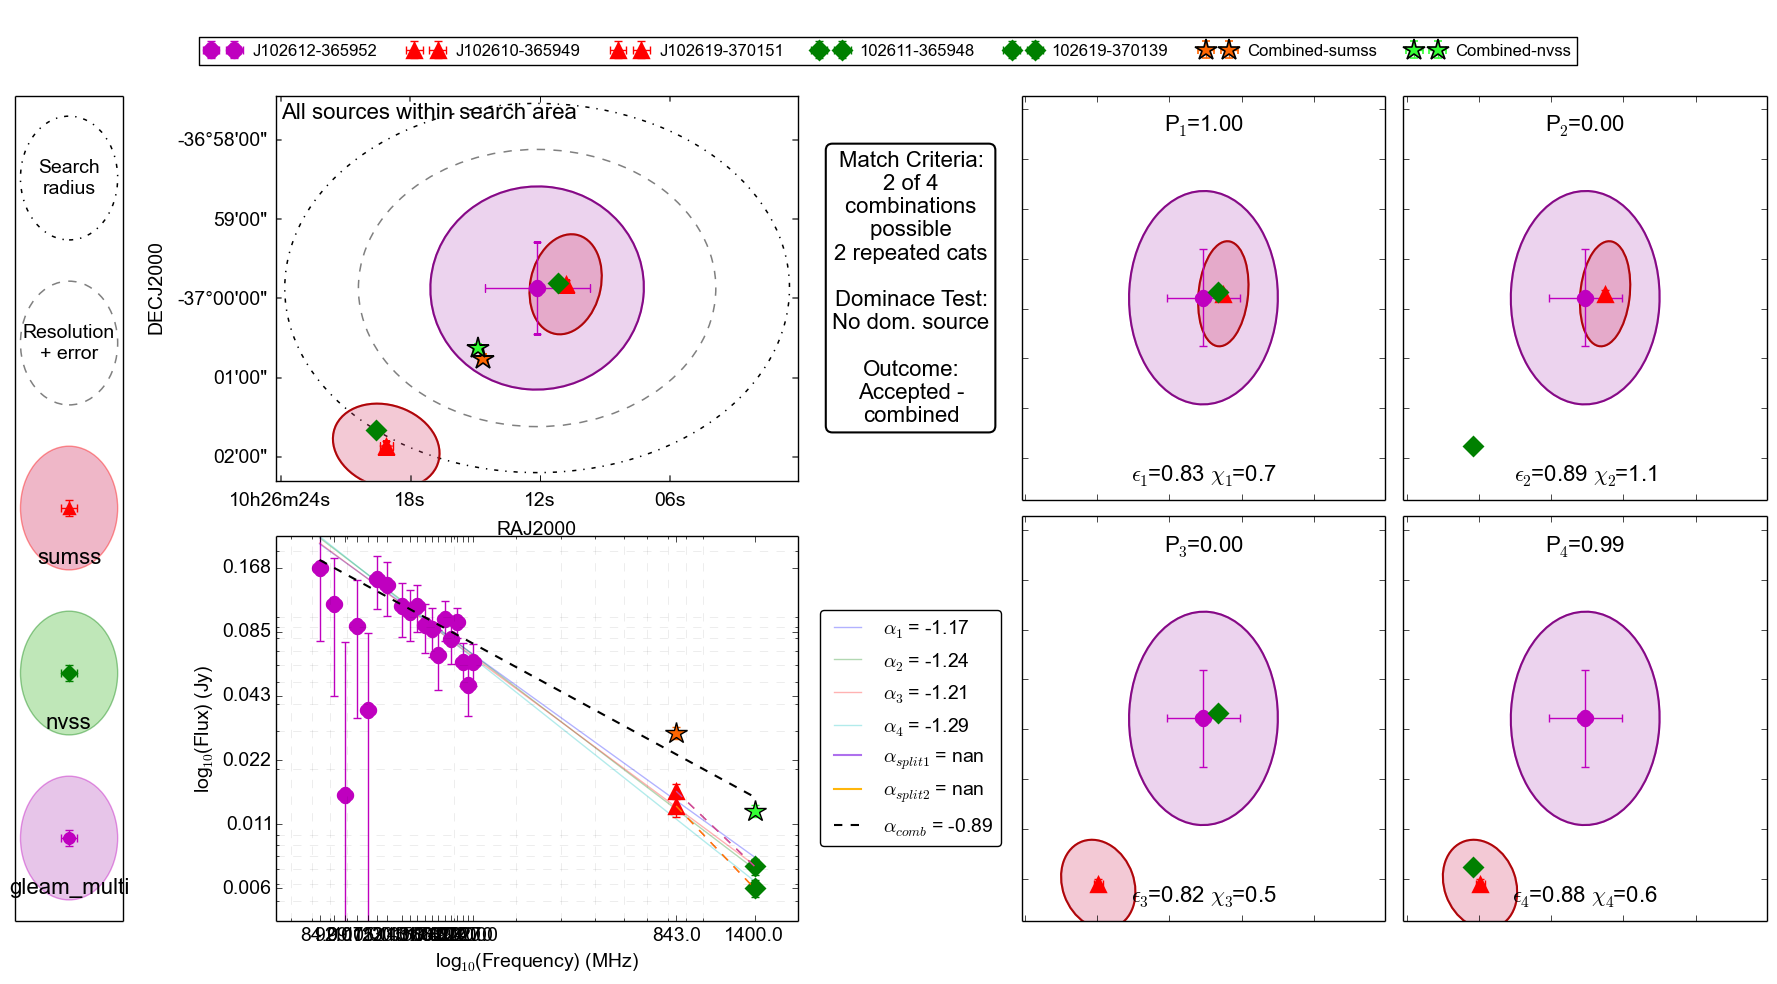 J102612-365952 J102610-365949 J102619-370151 102611-365948 102619-370139 Combined-sumss Combined-nvss
Search
radius
Resolution
+ error
sumss
nvss
gleam_multi
All sources within search area
DECJ2000
-36°58'00"
59'00"
-37°00'00"
01'00"
02'00"
10h26m24s 18s 12s 06s
RAJ2000
Match Criteria:
2 of 4
combinations
possible
2 repeated cats
Dominace Test:
No dom. source
Outcome:
Accepted -
combined
P1=1.00
ϵ1=0.83 χ1=0.7
P2=0.00
ϵ2=0.89 χ2=1.1
P3=0.00
ϵ3=0.82 χ3=0.5
P4=0.99
ϵ4=0.88 χ4=0.6
log10(Flux) (Jy)
0.168
0.085
0.043
0.022
0.011
0.006
843.0 1400.0
log10(Frequency) (MHz)
α1 = -1.17
α2 = -1.24
α3 = -1.21
α4 = -1.29
αsplit1 = nan
αsplit2 = nan
αcomb = -0.89